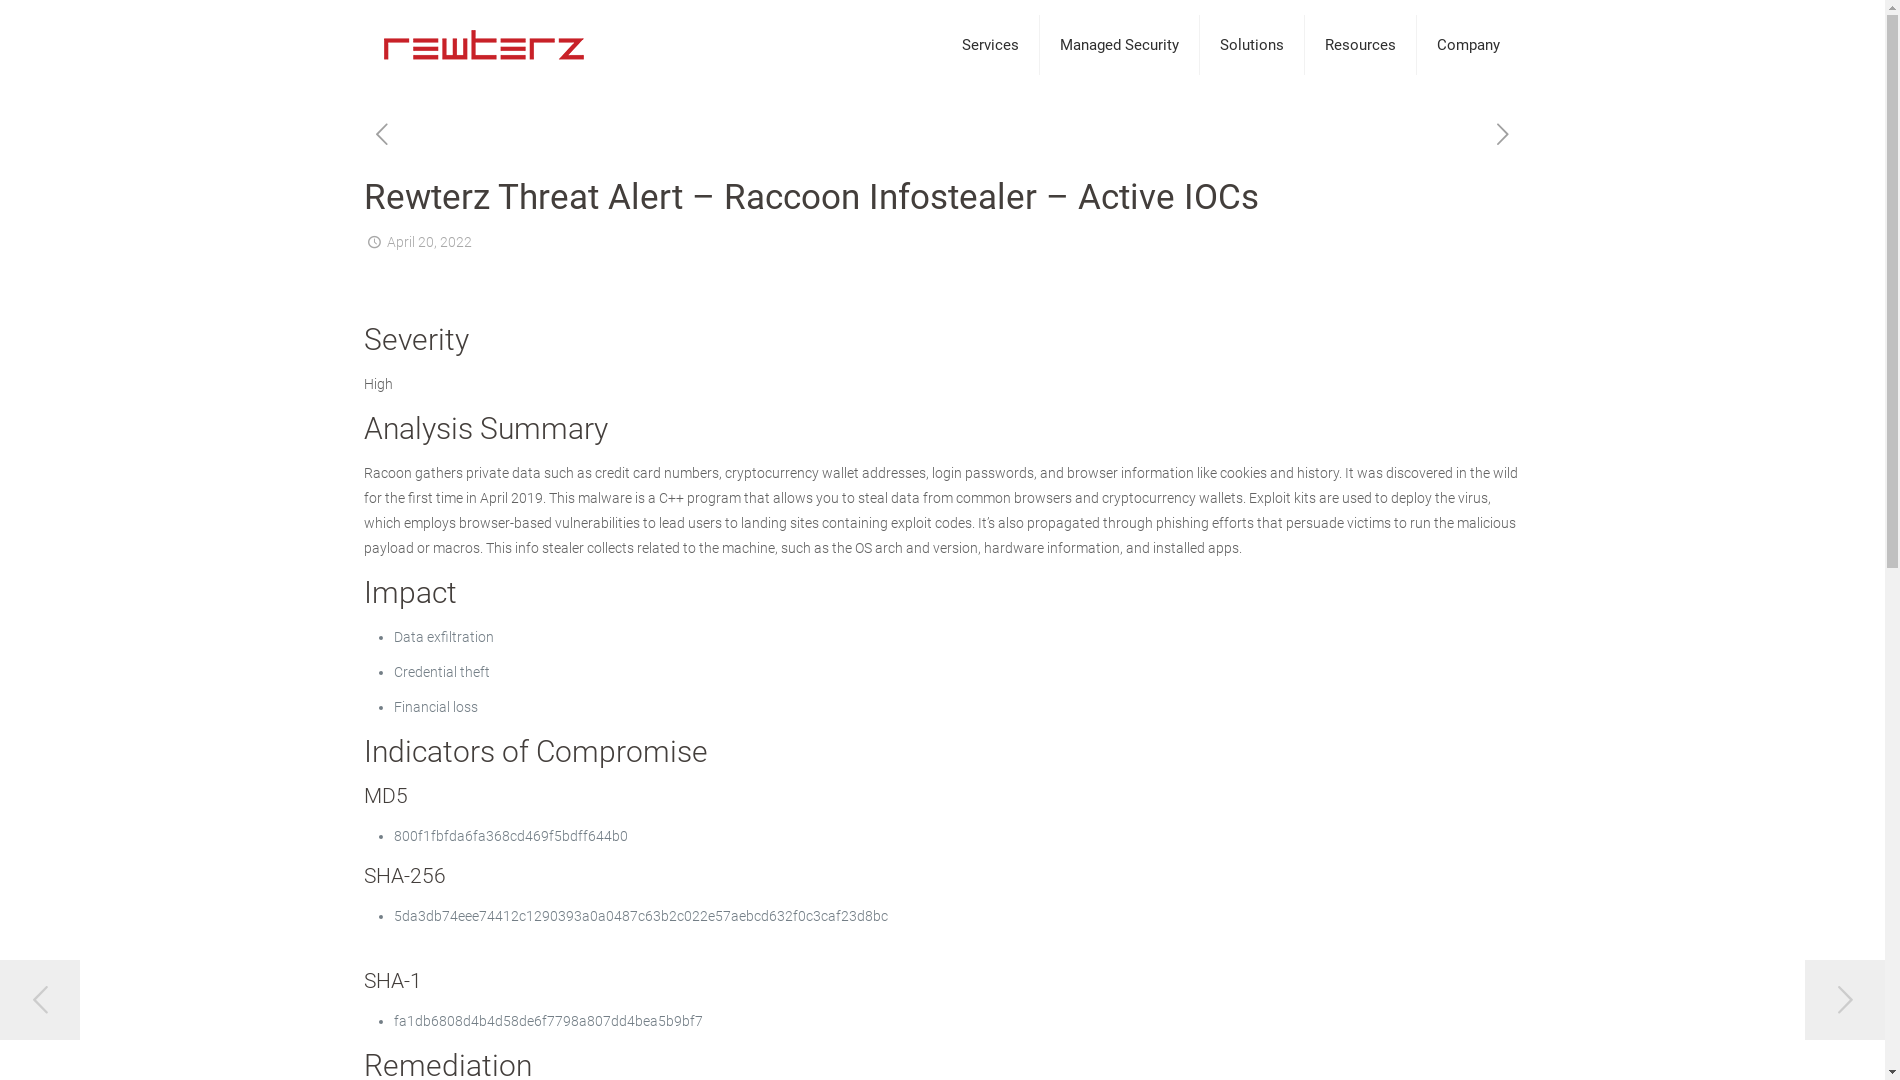 rewterz
Services
Managed Security
Solutions
Resources
Company
Rewterz Threat Alert – Raccoon Infostealer – Active IOCs
April 20, 2022
Severity
High
Analysis Summary
Racoon gathers private data such as credit card numbers, cryptocurrency wallet addresses, login passwords, and browser information like cookies and history. It was discovered in the wild
for the first time in April 2019. This malware is a C++ program that allows you to steal data from common browsers and cryptocurrency wallets. Exploit kits are used to deploy the virus,
which employs browser-based vulnerabilities to lead users to landing sites containing exploit codes. It’s also propagated through phishing efforts that persuade victims to run the malicious
payload or macros. This info stealer collects related to the machine, such as the OS arch and version, hardware information, and installed apps.
Impact
• Data exfiltration
• Credential theft
• Financial loss
Indicators of Compromise
MD5
• 800f1fbfda6fa368cd469f5bdff644b0
SHA-256
• 5da3db74eee74412c1290393a0a0487c63b2c022e57aebcd632f0c3caf23d8bc
SHA-1
• fa1db6808d4b4d58de6f7798a807dd4bea5b9bf7
Remediation